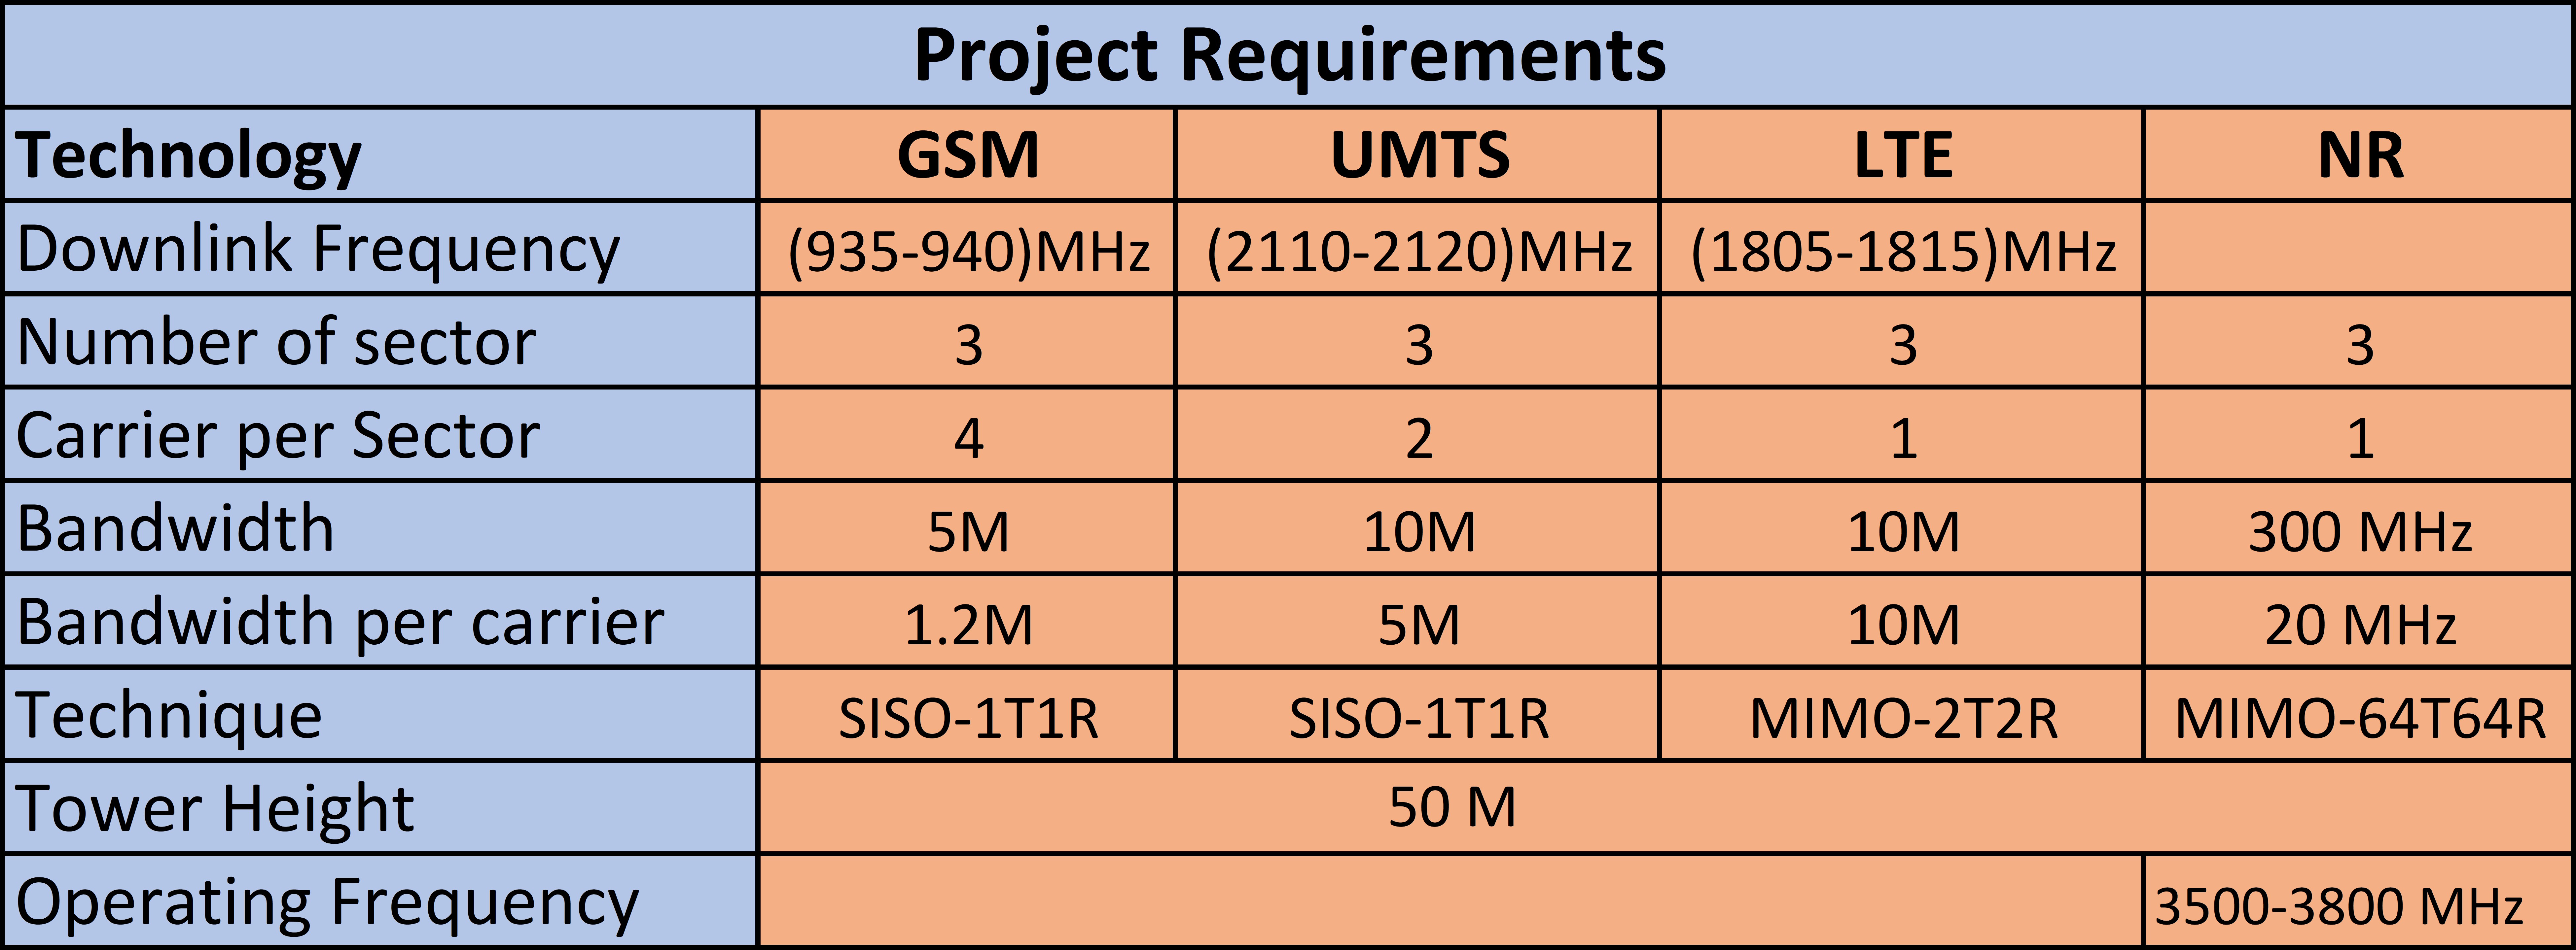 Project Requirements
Technology GSM UMTS LTE NR
Downlink Frequency (935-940)MHz (2110-2120)MHz (1805-1815)MHz
Number of sector 3 3 3 3
Carrier per Sector 4 2 1 1
Bandwidth 5M 10M 10M 300 MHz
Bandwidth per carrier 1.2M 5M 10M 20 MHz
Technique SISO-1T1R SISO-1T1R MIMO-2T2R MIMO-64T64R
Tower Height 50 M
Operating Frequency 3500-3800 MHz